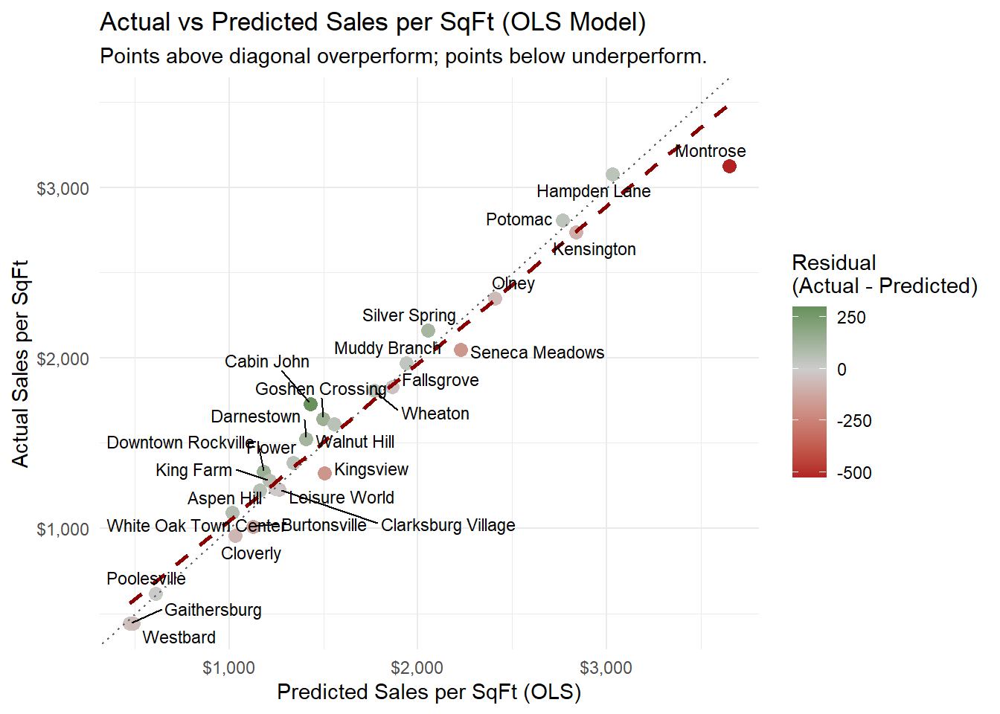 Actual vs Predicted Sales per SqFt (OLS Model)
Points above diagonal overperform; points below underperform.
Actual Sales per SqFt
$3,000
$2,000
$1,000
Montrose
Hampden Lane
Potomac
Kensington
Olney
Silver Spring
Muddy Branch
Seneca Meadows
Cabin John
Goshen Crossing
Fallsgrove
Darnestown
Wheaton
Downtown Rockville
Flower
Walnut Hill
King Farm
Kingsview
Aspen Hill
Leisure World
White Oak Town Center
Burtonsville
Clarksburg Village
Cloverly
Poolesville
Gaithersburg
Westbard
$1,000
$2,000
$3,000
Predicted Sales per SqFt (OLS)
Residual
(Actual - Predicted)
250
0
-250
-500